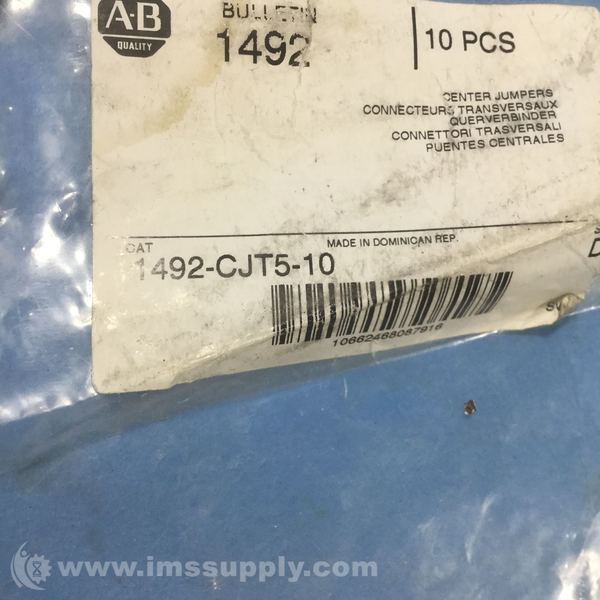 A-B
QUALITY
BULLETIN
1492
10 PCS
CENTER JUMPERS
CONNECTEURS TRANSVERSAUX
QUERVERBINDER
CONNETTORI TRASVERSALI
PUENTES CENTRALES
CAT
MADE IN DOMINICAN REP.
1492-CJT5-10
10662468087916
www.imssupply.com